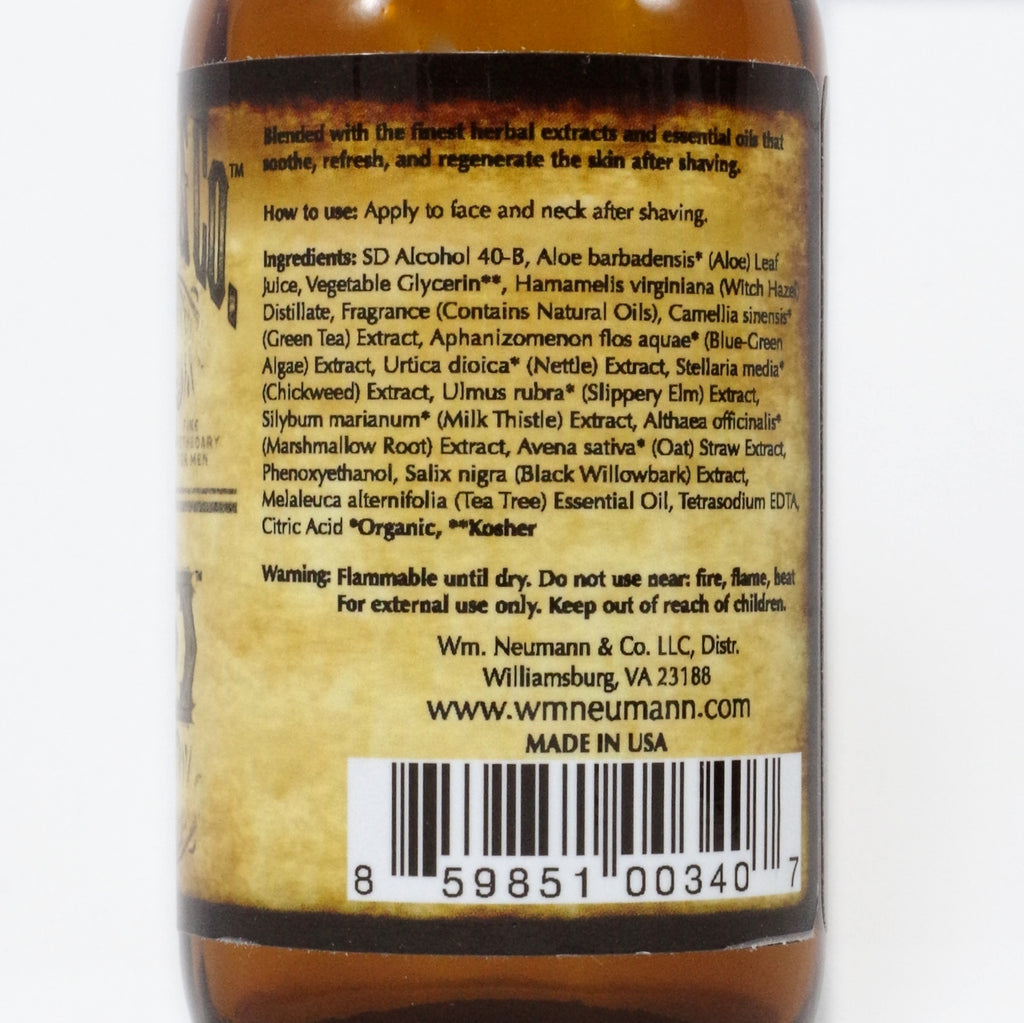 Co.™
Blended with the finest herbal extracts and essential oils that
soothe, refresh, and regenerate the skin after shaving.
How to use: Apply to face and neck after shaving.
Ingredients: SD Alcohol 40-B, Aloe barbadensis* (Aloe) Leaf
Juice, Vegetable Glycerin**, Hamamelis virginiana (Witch Hazel)
Distillate, Fragrance (Contains Natural Oils), Camellia sinensis*
(Green Tea) Extract, Aphanizomenon flos aquae* (Blue-Green
Algae) Extract, Urtica dioica* (Nettle) Extract, Stellaria media*
(Chickweed) Extract, Ulmus rubra* (Slippery Elm) Extract,
Silybum marianum* (Milk Thistle) Extract, Althaea officinalis*
(Marshmallow Root) Extract, Avena sativa* (Oat) Straw Extract,
Phenoxyethanol, Salix nigra (Black Willowbark) Extract,
Melaleuca alternifolia (Tea Tree) Essential Oil, Tetrasodium EDTA,
Citric Acid *Organic, **Kosher
Warning: Flammable until dry. Do not use near: fire, flame, heat
For external use only. Keep out of reach of children.
Wm. Neumann & Co. LLC, Distr.
Williamsburg, VA 23188
www.wmneumann.com
MADE IN USA
8 59851 00340 7